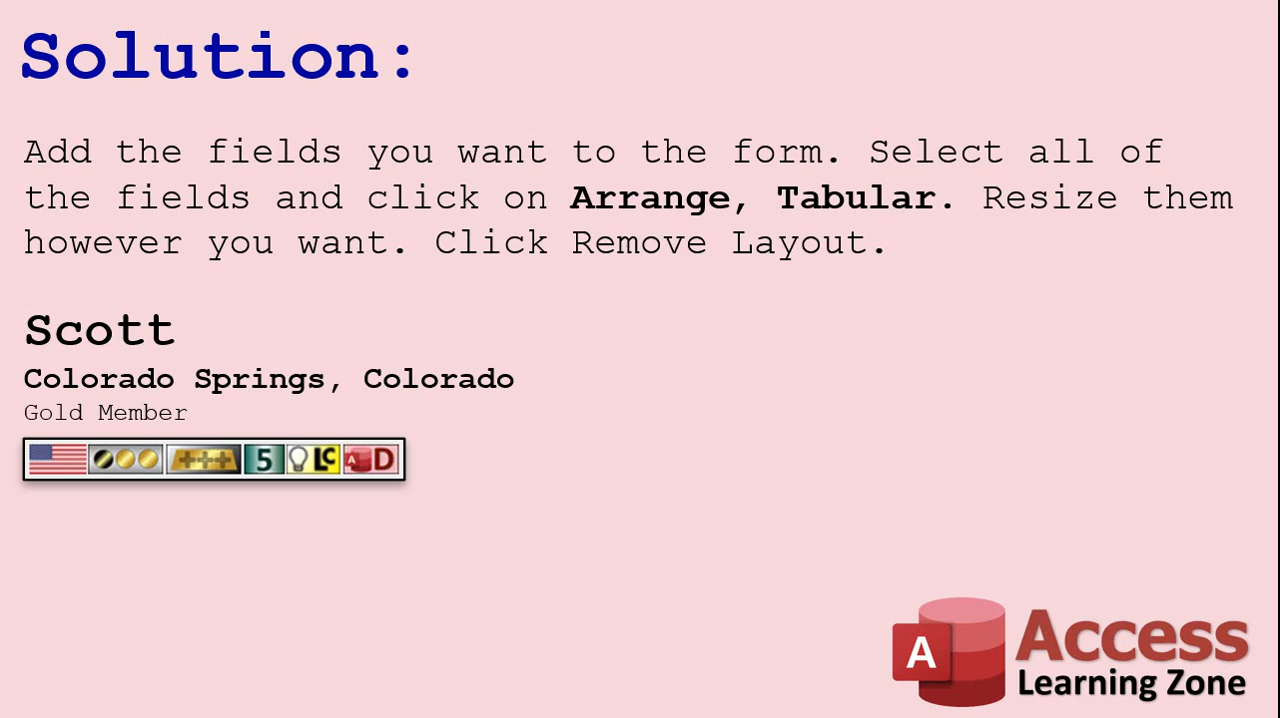 Solution:
Add the fields you want to the form. Select all of
the fields and click on Arrange, Tabular. Resize them
however you want. Click Remove Layout.
Scott
Colorado Springs, Colorado
Gold Member
+++ 5 LC A D
A Access
Learning Zone